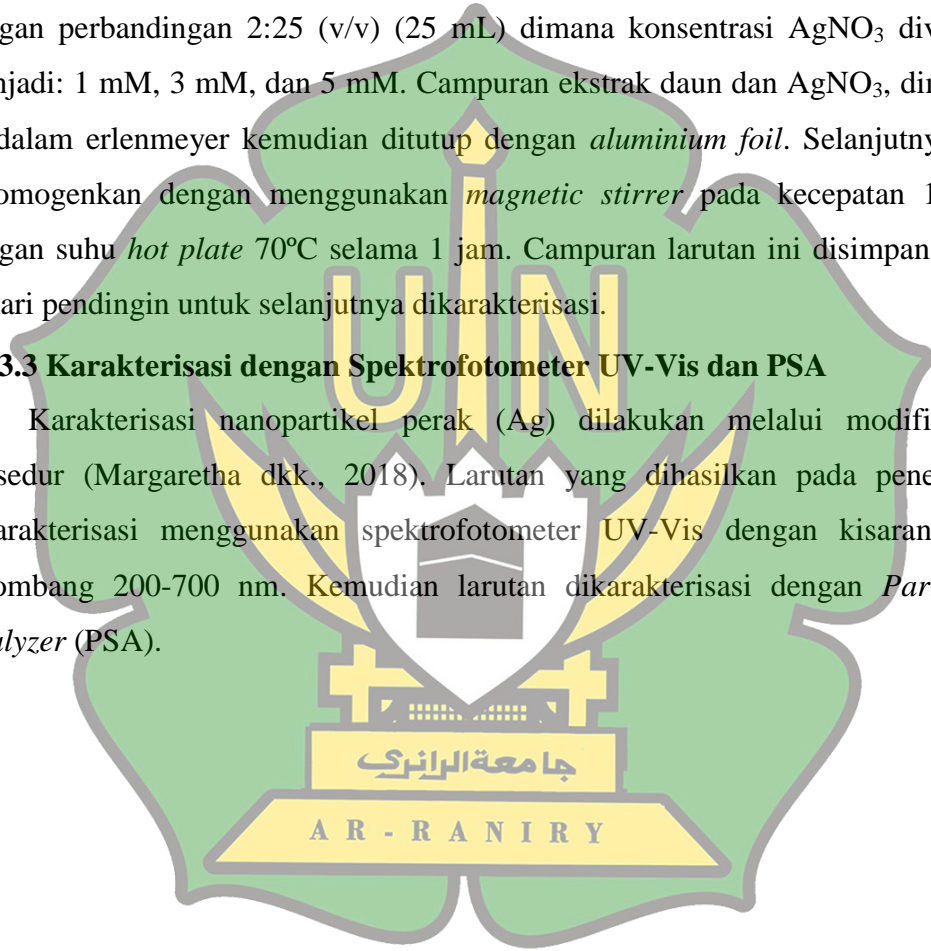 gan perbandingan 2:25 (v/v) (25 mL) dimana konsentrasi AgNO₃ div
njadi: 1 mM, 3 mM, dan 5 mM. Campuran ekstrak daun dan AgNO₃, dim
dalam erlenmeyer kemudian ditutup dengan aluminium foil. Selanjutny
omogenkan dengan menggunakan magnetic stirrer pada kecepatan 1
gan suhu hot plate 70ºC selama 1 jam. Campuran larutan ini disimpan
ari pendingin untuk selanjutnya dikarakterisasi.
3.3 Karakterisasi dengan Spektrofotometer UV-Vis dan PSA
Karakterisasi nanopartikel perak (Ag) dilakukan melalui modifi
sedur (Margaretha dkk., 2018). Larutan yang dihasilkan pada pene
arakterisasi menggunakan spektrofotometer UV-Vis dengan kisaran
ombang 200-700 nm. Kemudian larutan dikarakterisasi dengan Par
alyzer (PSA).
UIN
جامعة الرانري
AR-RANIRY